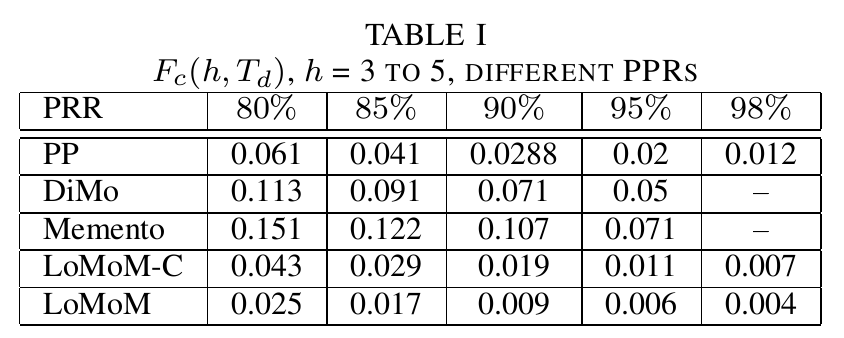 TABLE I
F_c(h, T_d), h = 3 TO 5, DIFFERENT PPRS
PRR 80% 85% 90% 95% 98%
PP 0.061 0.041 0.0288 0.02 0.012
DiMo 0.113 0.091 0.071 0.05 –
Memento 0.151 0.122 0.107 0.071 –
LoMoM-C 0.043 0.029 0.019 0.011 0.007
LoMoM 0.025 0.017 0.009 0.006 0.004